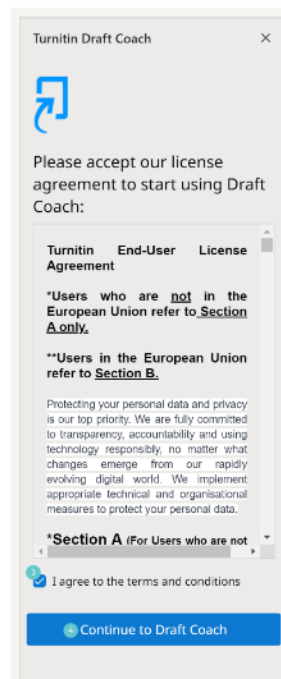 Turnitin Draft Coach
Please accept our license
agreement to start using Draft
Coach:
Turnitin End-User License
Agreement
*Users who are not in the
European Union refer to Section
A only.
**Users in the European Union
refer to Section B.
Protecting your personal data and privacy
is our top priority. We are fully committed
to transparency, accountability and using
technology responsibly, no matter what
changes emerge from our rapidly
evolving digital world. We implement
appropriate technical and organisational
measures to protect your personal data.
*Section A (For Users who are not
3
I agree to the terms and conditions
4 Continue to Draft Coach